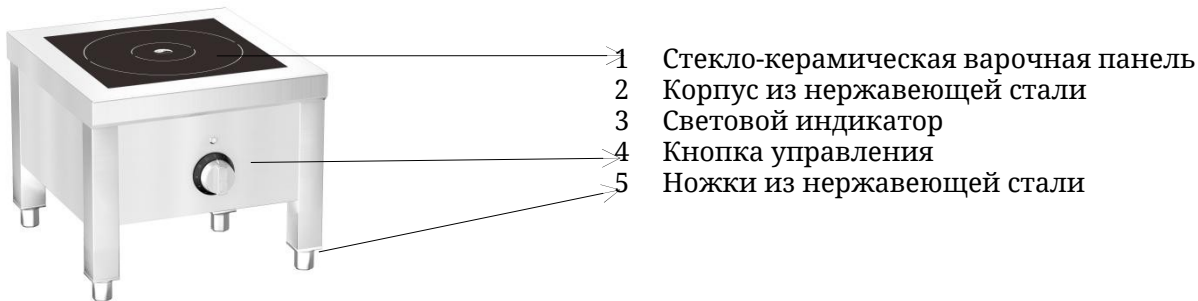 1 Стекло-керамическая варочная панель
2 Корпус из нержавеющей стали
3 Световой индикатор
4 Кнопка управления
5 Ножки из нержавеющей стали